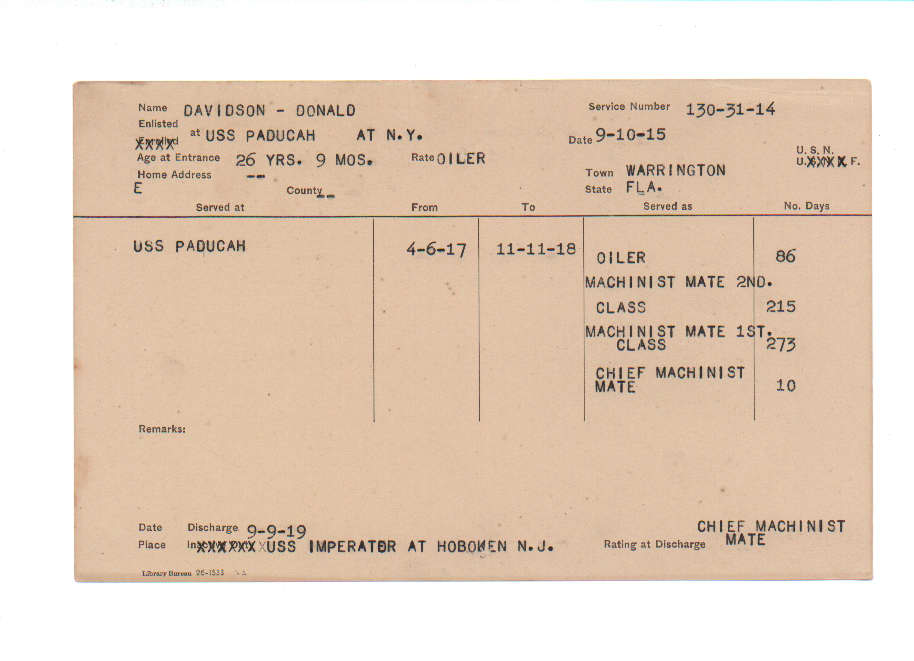 Name DAVIDSON - DONALD Service Number 130-31-14
Enlisted
Enrolled at USS PADUCAH AT N.Y. Date 9-10-15
Age at Entrance 26 YRS. 9 MOS. Rate OILER U. S. N.
U. F.
Home Address -- Town WARRINGTON
E County -- State FLA.
Served at From To Served as No. Days
USS PADUCAH 4-6-17 11-11-18 OILER 86
MACHINIST MATE 2ND.
CLASS 215
MACHINIST MATE 1ST.
CLASS 273
CHIEF MACHINIST
MATE 10
Remarks:
Date Discharge 9-9-19 CHIEF MACHINIST
Place USS IMPERATOR AT HOBOKEN N.J. Rating at Discharge MATE
Library Bureau 26-1533